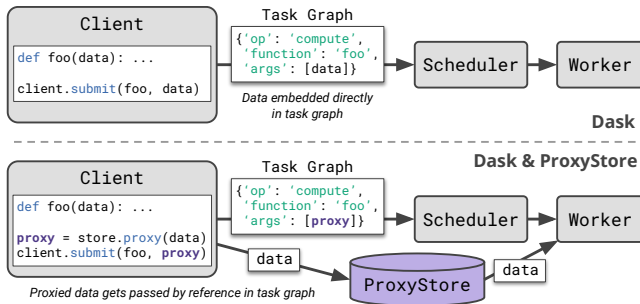 Client
def foo(data): ...
client.submit(foo, data)
Task Graph
{‘op’: ‘compute’,
‘function’: ‘foo’,
‘args’: [data]}
Data embedded directly
in task graph
Scheduler
Worker
Dask
Dask & ProxyStore
Client
def foo(data): ...
proxy = store.proxy(data)
client.submit(foo, proxy)
Task Graph
{‘op’: ‘compute’,
‘function’: ‘foo’,
‘args’: [proxy]}
Scheduler
Worker
data
ProxyStore
data
Proxied data gets passed by reference in task graph